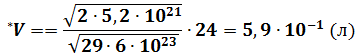 *V == √(2 · 5,2 · 10²¹) / √(29 · 6 · 10²³) · 24 = 5,9 · 10⁻¹ (л)